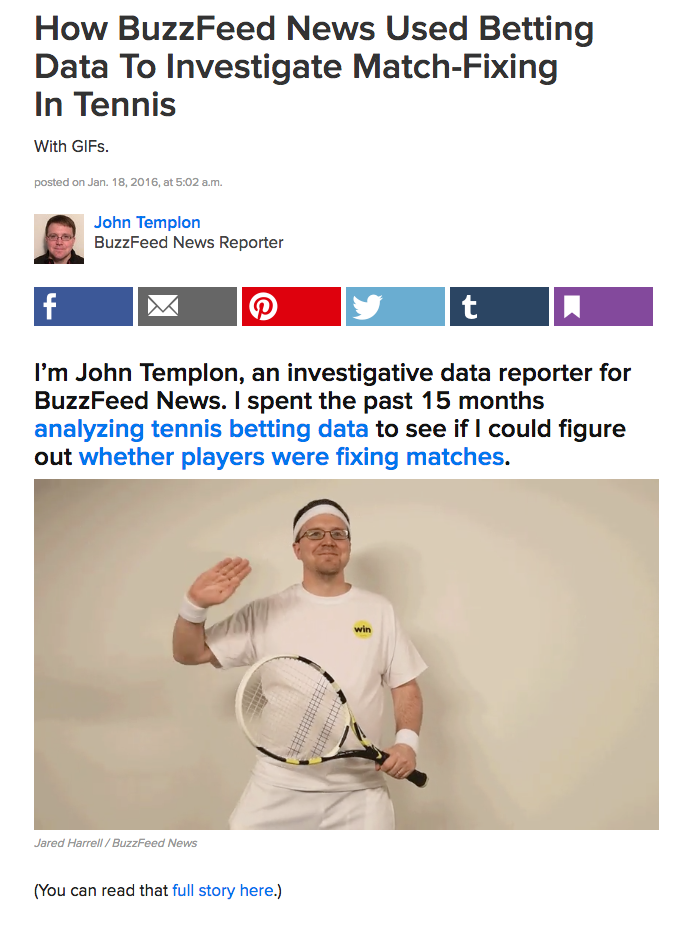 How BuzzFeed News Used Betting
Data To Investigate Match-Fixing
In Tennis
With GIFs.
posted on Jan. 18, 2016, at 5:02 a.m.
John Templon
BuzzFeed News Reporter
I'm John Templon, an investigative data reporter for
BuzzFeed News. I spent the past 15 months
analyzing tennis betting data to see if I could figure
out whether players were fixing matches.
win
Jared Harrell / BuzzFeed News
(You can read that full story here.)